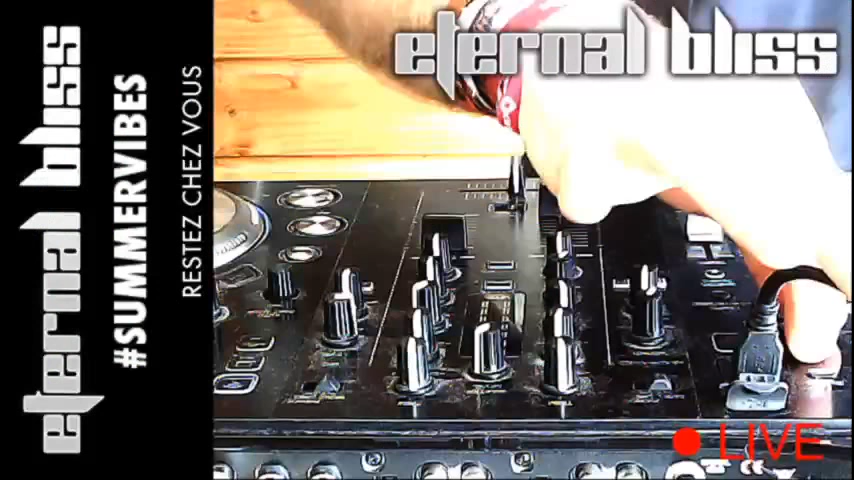 eternal bliss
#SUMMERVIBES
RESTEZ CHEZ VOUS
eternal bliss
LIVE